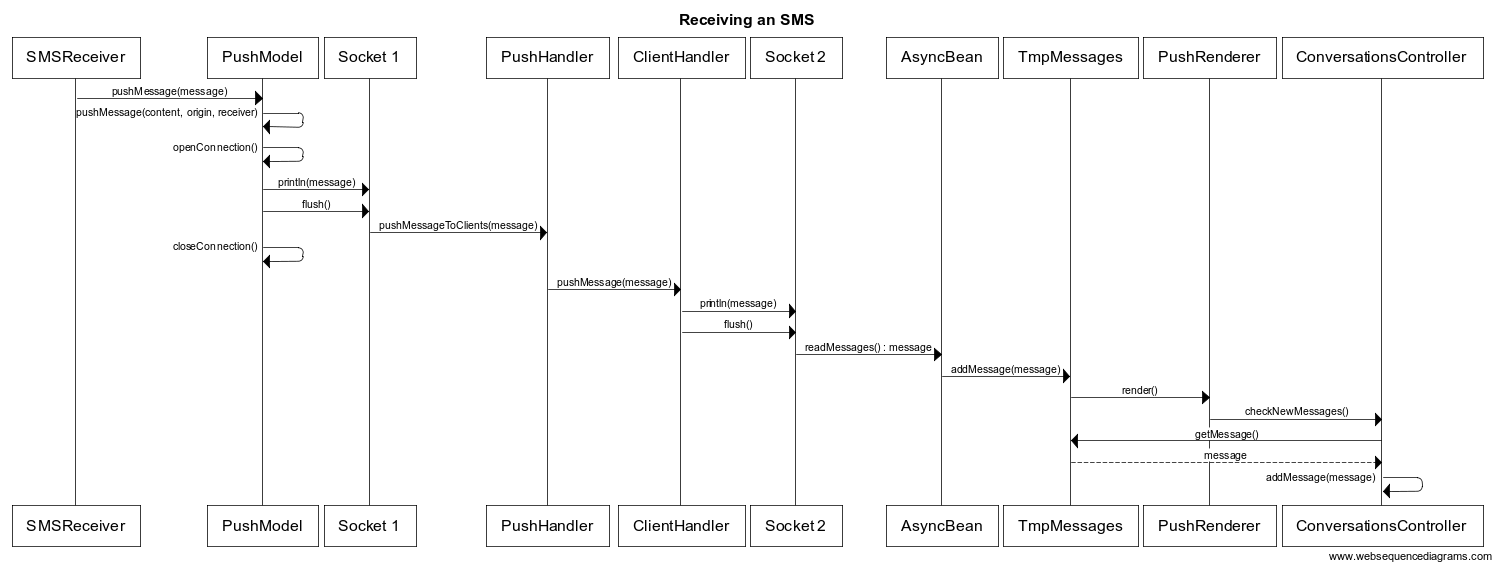 Receiving an SMS
SMSReceiver PushModel Socket 1 PushHandler ClientHandler Socket 2 AsyncBean TmpMessages PushRenderer ConversationsController
pushMessage(message)
pushMessage(content, origin, receiver)
openConnection()
println(message)
flush()
pushMessageToClients(message)
closeConnection()
pushMessage(message)
println(message)
flush()
readMessages() : message
addMessage(message)
render()
checkNewMessages()
getMessage()
message
addMessage(message)
SMSReceiver PushModel Socket 1 PushHandler ClientHandler Socket 2 AsyncBean TmpMessages PushRenderer ConversationsController
www.websequencediagrams.com